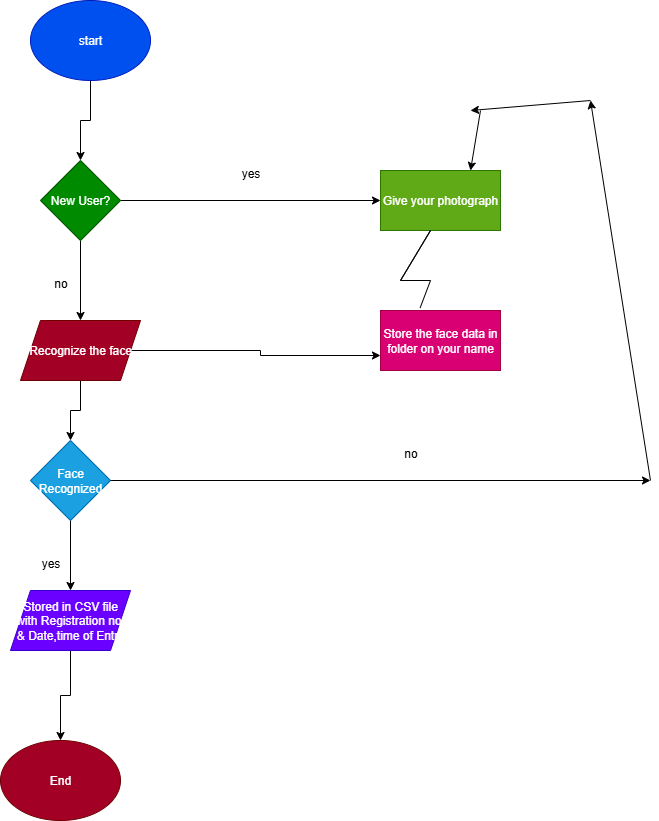 start
yes
New User?
Give your photograph
no
Recognize the face
Store the face data in
folder on your name
Face
Recognized
no
yes
Stored in CSV file
with Registration no
& Date,time of Entry
End